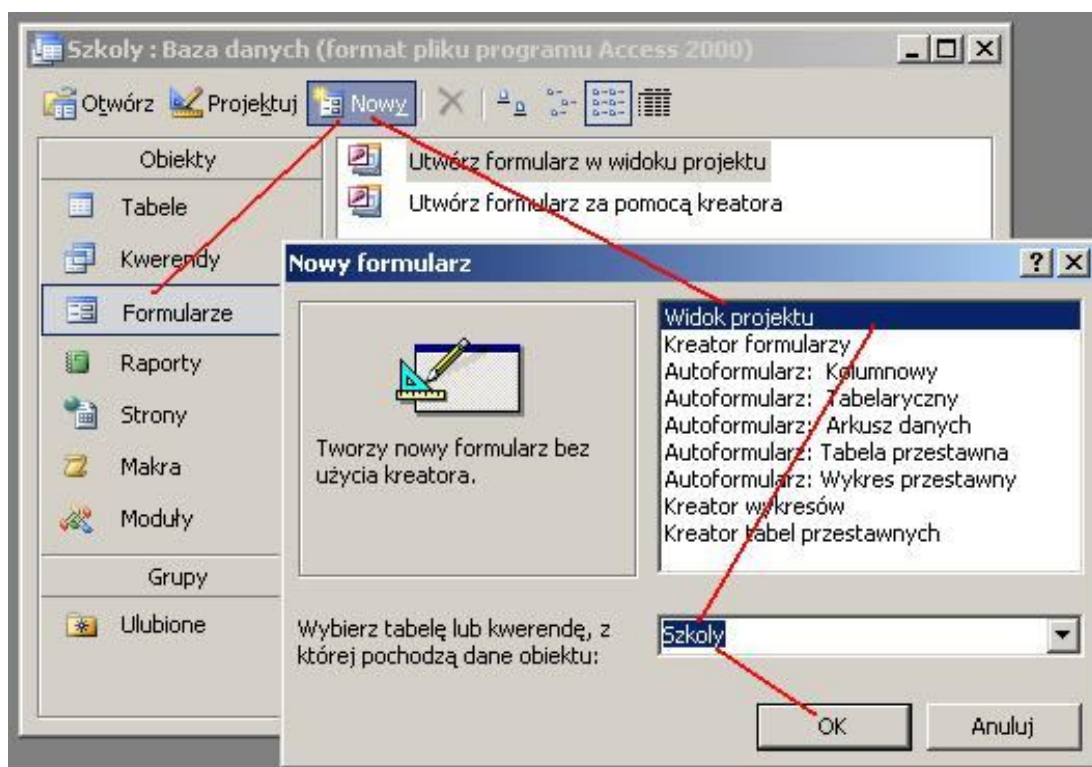 Szkoly : Baza danych (format pliku programu Access 2000)
Otwórz Projektuj Nowy
Obiekty
Tabele
Kwerendy
Formularze
Raporty
Strony
Makra
Moduły
Grupy
Ulubione
Utwórz formularz w widoku projektu
Utwórz formularz za pomocą kreatora
Nowy formularz
Tworzy nowy formularz bez
użycia kreatora.
Widok projektu
Kreator formularzy
Autoformularz: Kolumnowy
Autoformularz: Tabelaryczny
Autoformularz: Arkusz danych
Autoformularz: Tabela przestawna
Autoformularz: Wykres przestawny
Kreator wykresów
Kreator tabel przestawnych
Wybierz tabelę lub kwerendę, z
której pochodzą dane obiektu:
Szkoly
OK Anuluj